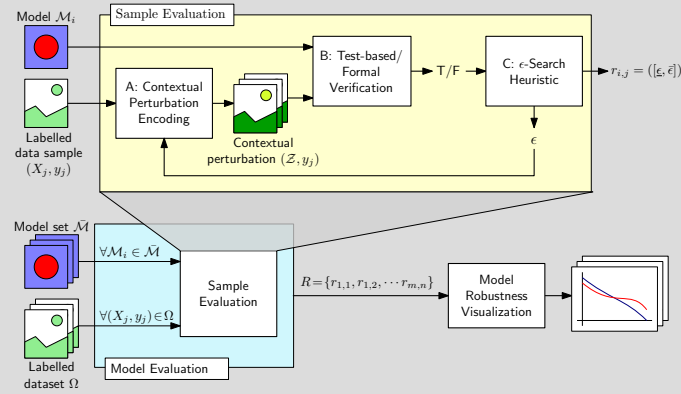 Model $\mathcal{M}_i$
Sample Evaluation
B: Test-based/
Formal
Verification
T/F
C: $\epsilon$-Search
Heuristic
$r_{i,j} = ([\underline{\epsilon}, \bar{\epsilon}])$
A: Contextual
Perturbation
Encoding
Labelled
data sample
$(X_j, y_j)$
Contextual
perturbation $(\mathcal{Z}, y_j)$
$\epsilon$
Model set $\bar{\mathcal{M}}$
$\forall \mathcal{M}_i \in \bar{\mathcal{M}}$
Sample
Evaluation
$R = \{r_{1,1}, r_{1,2}, \cdots r_{m,n}\}$
Model
Robustness
Visualization
$\forall (X_j, y_j) \in \Omega$
Labelled
dataset $\Omega$
Model Evaluation